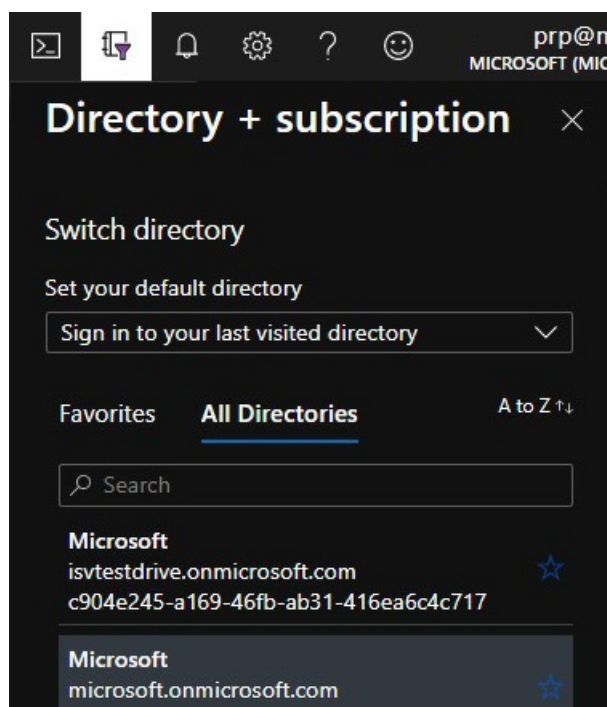 prp@m
MICROSOFT (MIC
Directory + subscription
Switch directory
Set your default directory
Sign in to your last visited directory
Favorites All Directories A to Z ↑↓
Search
Microsoft
isvtestdrive.onmicrosoft.com
c904e245-a169-46fb-ab31-416ea6c4c717
Microsoft
microsoft.onmicrosoft.com